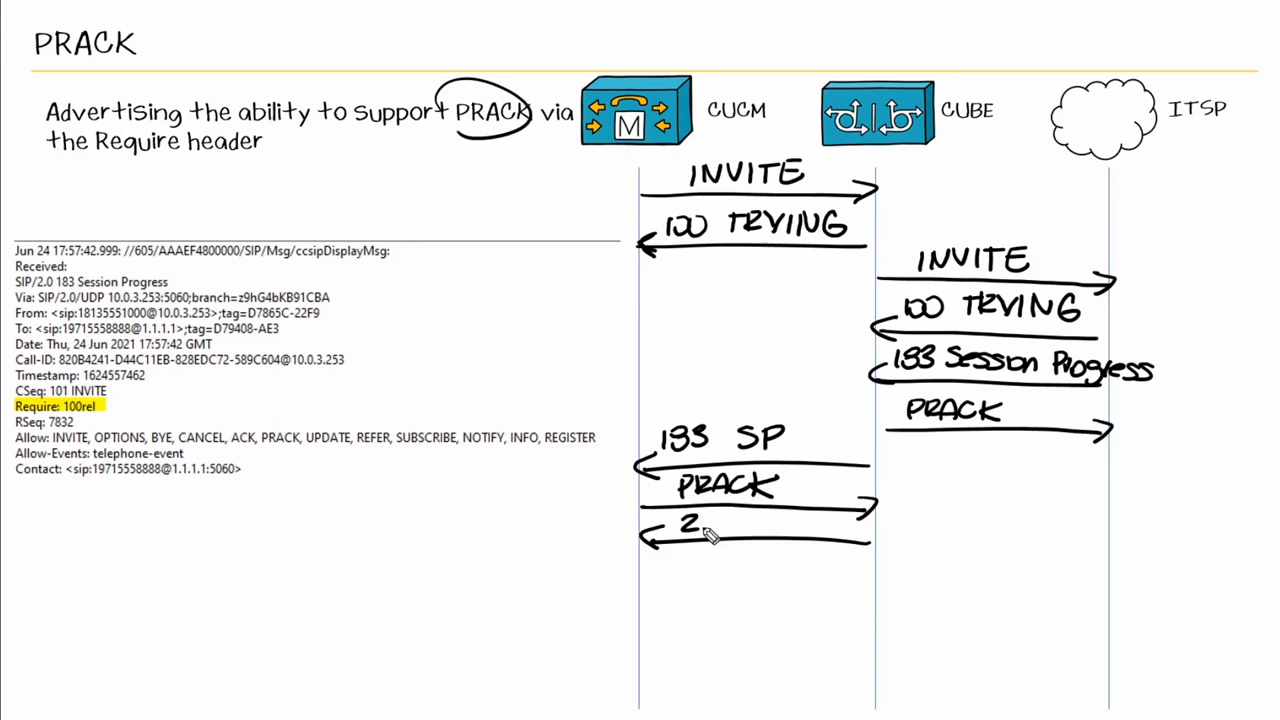 PRACK
Advertising the ability to support PRACK via
the Require header
CUCM
CUBE
ITSP
M
INVITE
100 TRYING
INVITE
100 TRYING
183 Session Progress
PRACK
183 SP
PRACK
2
Jun 24 17:57:42.999: //605/AAAEF4800000/SIP/Msg/ccsipDisplayMsg:
Received:
SIP/2.0 183 Session Progress
Via: SIP/2.0/UDP 10.0.3.253:5060;branch=z9hG4bKB91CBA
From: <sip:18135551000@10.0.3.253>;tag=D7865C-22F9
To: <sip:19715558888@1.1.1.1>;tag=D79408-AE3
Date: Thu, 24 Jun 2021 17:57:42 GMT
Call-ID: 820B4241-D44C11EB-828EDC72-589C604@10.0.3.253
Timestamp: 1624557462
CSeq: 101 INVITE
Require: 100rel
RSeq: 7832
Allow: INVITE, OPTIONS, BYE, CANCEL, ACK, PRACK, UPDATE, REFER, SUBSCRIBE, NOTIFY, INFO, REGISTER
Allow-Events: telephone-event
Contact: <sip:19715558888@1.1.1.1:5060>